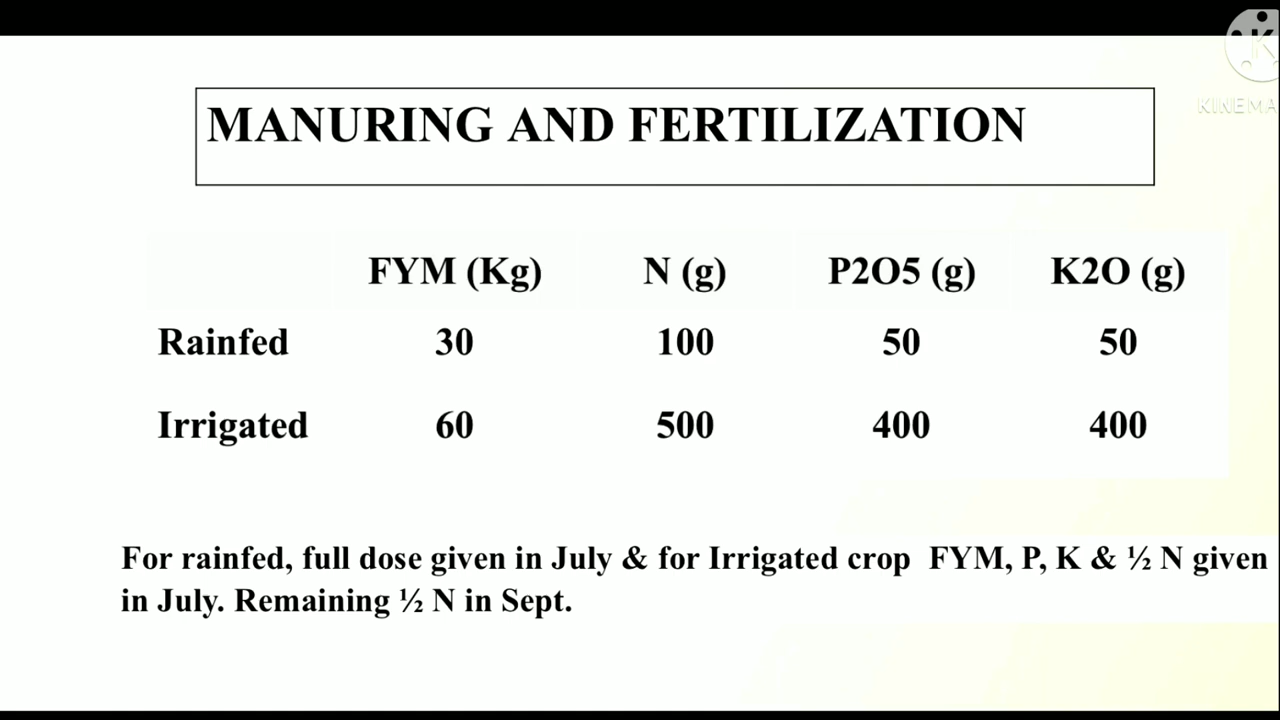 KINEMA
MANURING AND FERTILIZATION
FYM (Kg) N (g) P2O5 (g) K2O (g)
Rainfed 30 100 50 50
Irrigated 60 500 400 400
For rainfed, full dose given in July & for Irrigated crop FYM, P, K & ½ N given
in July. Remaining ½ N in Sept.